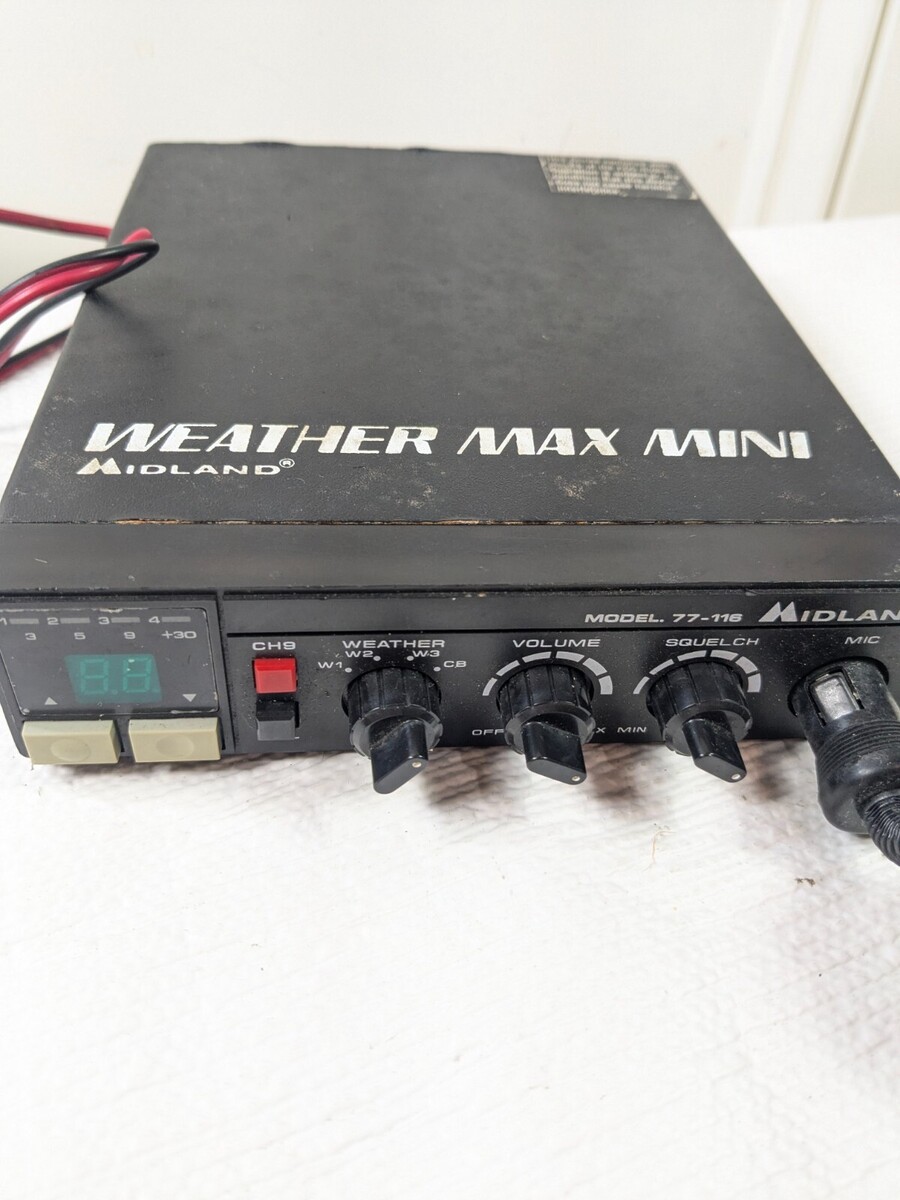 WEATHER MAX MINI
MIDLAND®
MODEL. 77-116 MIDLAN
1 2 3 4
3 5 9 +30
CH9
WEATHER
W1 W2 W3 CB
VOLUME
OFF
SQUELCH
MIN
MIC